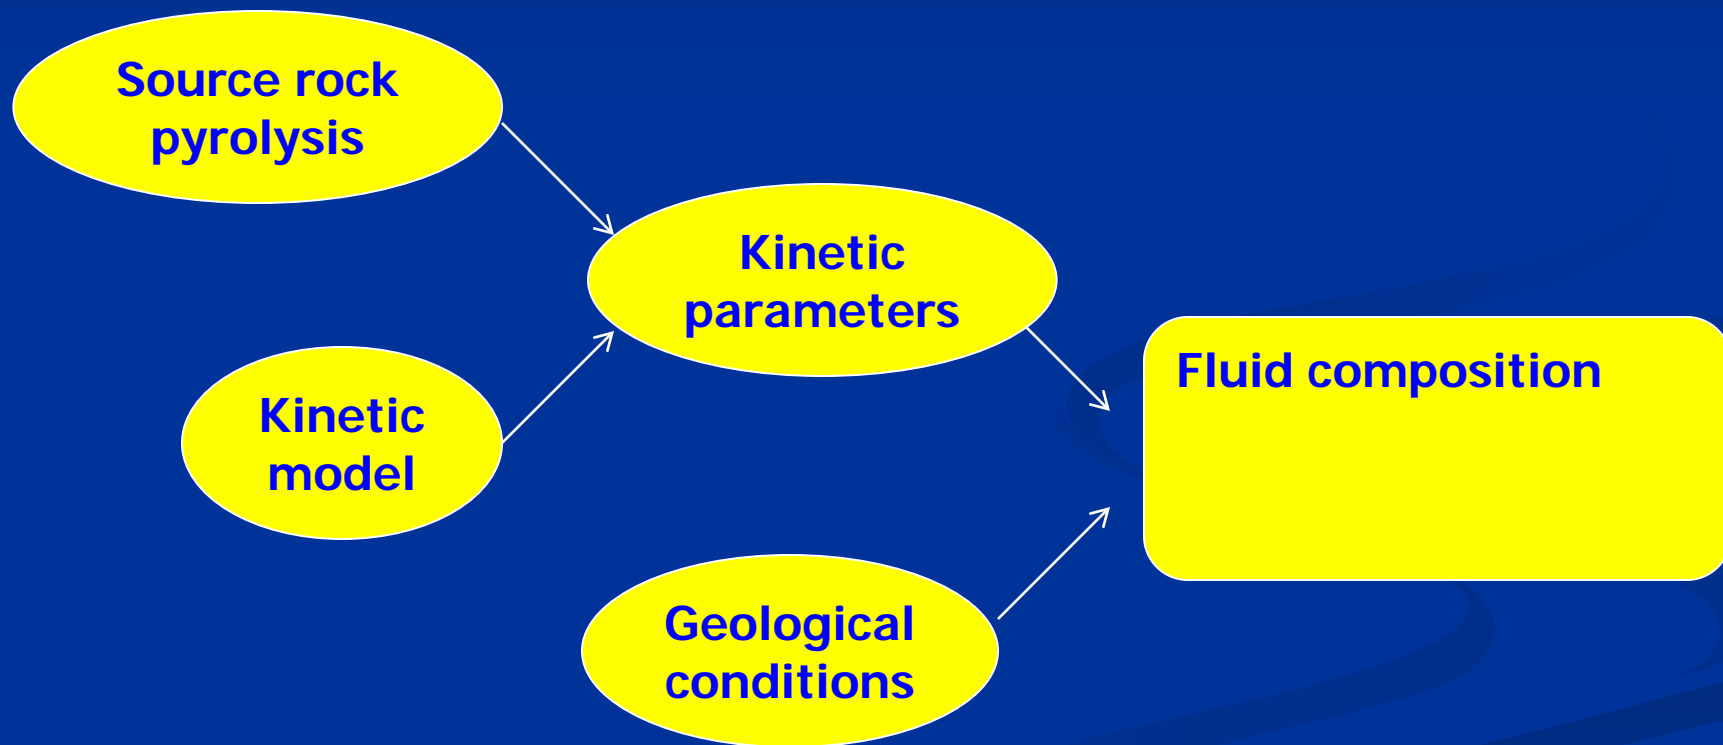 Source rock
pyrolysis
Kinetic
parameters
Fluid composition
Kinetic
model
Geological
conditions